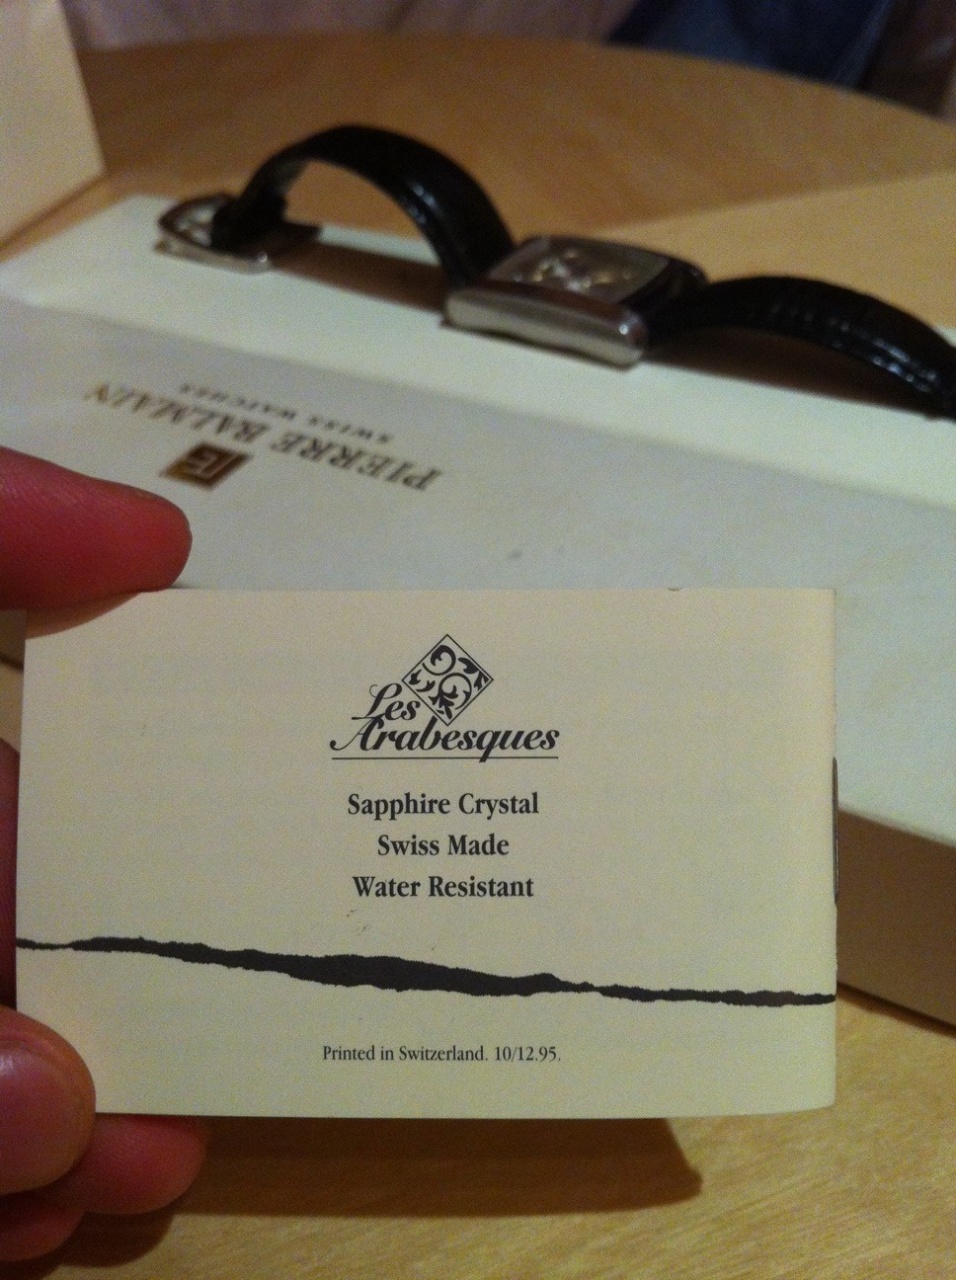 PIERRE BALMAIN
SWISS WATCHES
Les
Arabesques
Sapphire Crystal
Swiss Made
Water Resistant
Printed in Switzerland. 10/12.95.